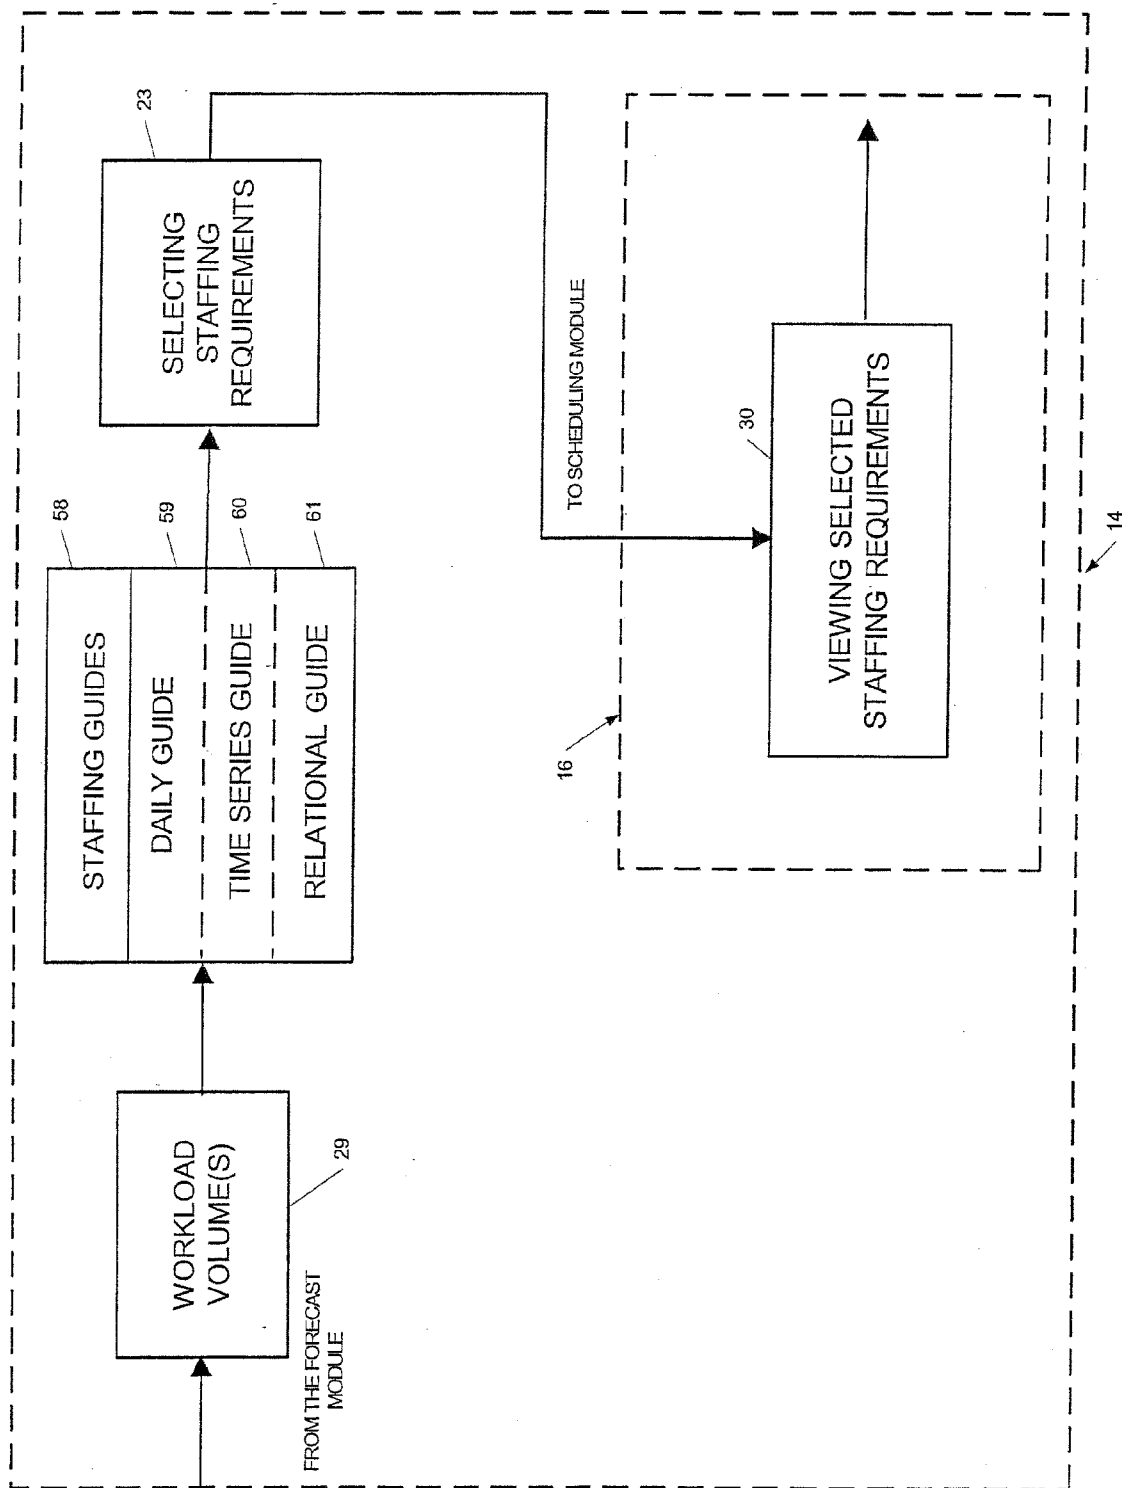 WORKLOAD
VOLUME(S)
29
FROM THE FORECAST
MODULE
STAFFING GUIDES
58
DAILY GUIDE
59
TIME SERIES GUIDE
60
RELATIONAL GUIDE
61
SELECTING
STAFFING
REQUIREMENTS
23
TO SCHEDULING MODULE
16
VIEWING SELECTED
STAFFING REQUIREMENTS
30
14